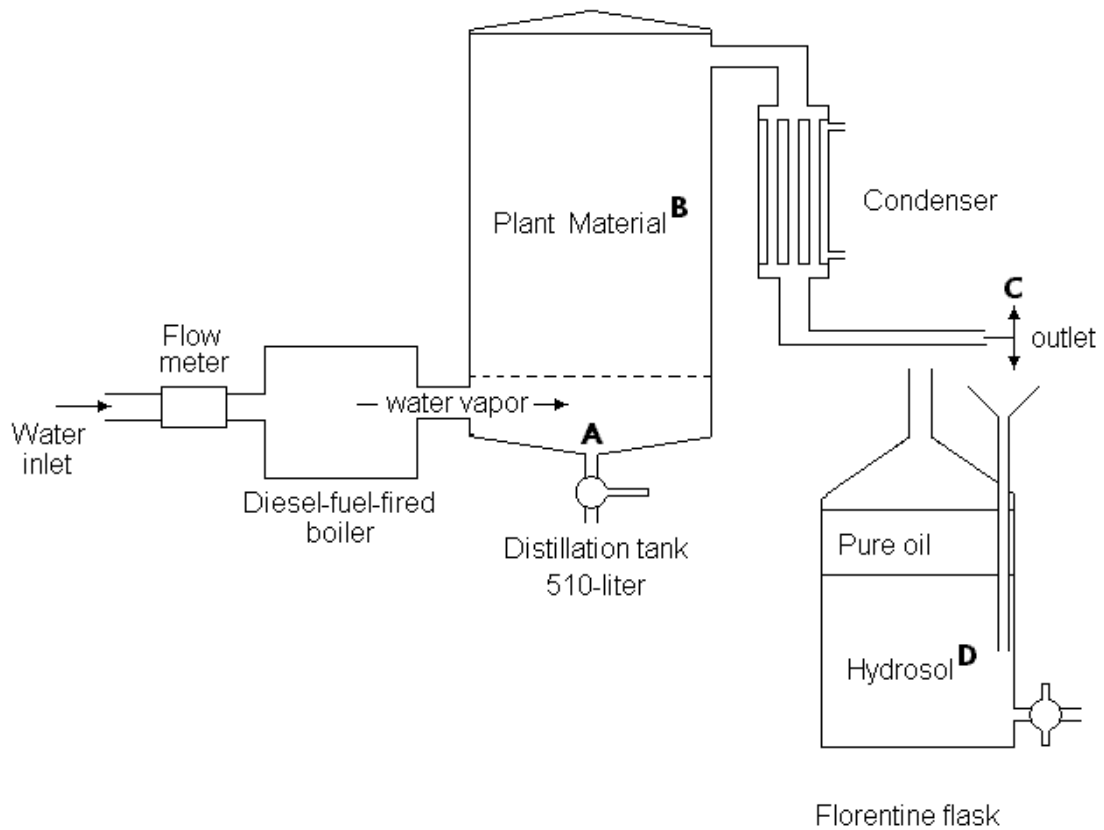 Plant Material B
Condenser
C
outlet
Flow
meter
water vapor
Water
inlet
A
Diesel-fuel-fired
boiler
Distillation tank
510-liter
Pure oil
Hydrosol D
Florentine flask